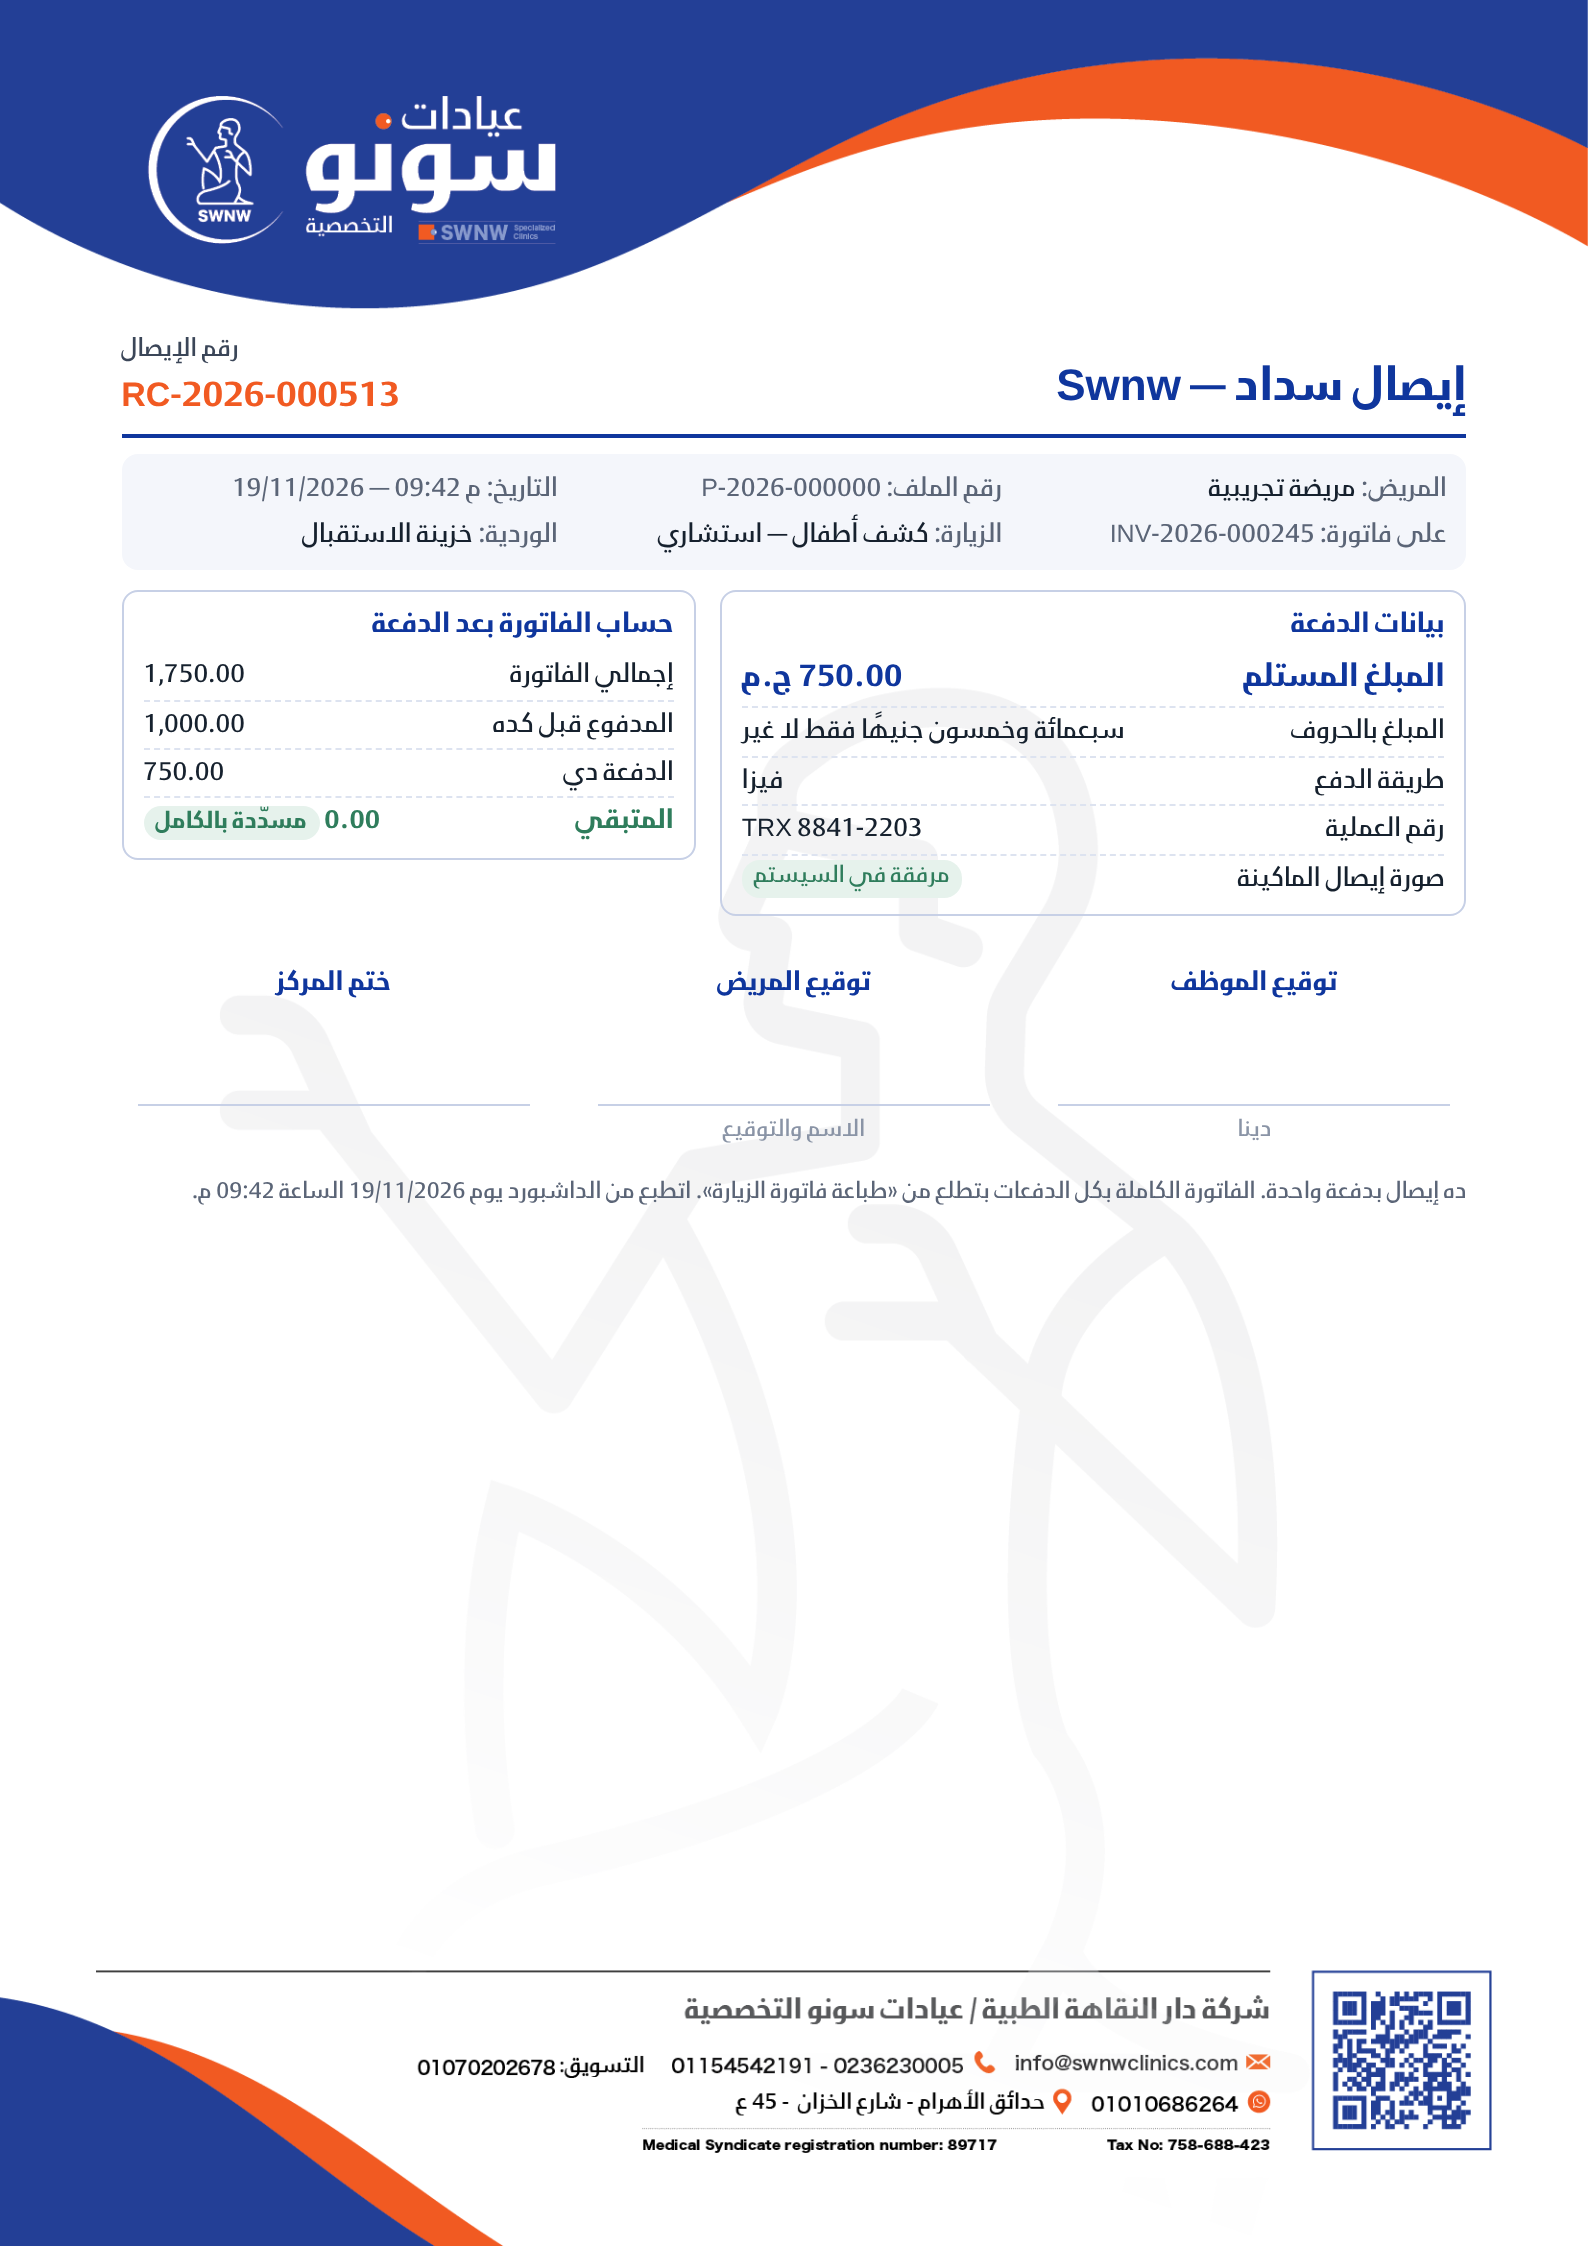 عيادات
سونو
التخصصية
SWNW Specialized Clinics
SWNW
رقم الإيصال
إيصال سداد — Swnw
RC-2026-000513
المريض: مريضة تجريبية
رقم الملف: P-2026-000000
التاريخ: م 09:42 — 19/11/2026
على فاتورة: INV-2026-000245
الزيارة: كشف أطفال — استشاري
الوردية: خزينة الاستقبال
بيانات الدفعة
المبلغ المستلم 750.00 ج.م
المبلغ بالحروف سبعمائة وخمسون جنيهًا فقط لا غير
طريقة الدفع فيزا
رقم العملية TRX 8841-2203
صورة إيصال الماكينة مرفقة في السيستم
حساب الفاتورة بعد الدفعة
إجمالي الفاتورة 1,750.00
المدفوع قبل كده 1,000.00
الدفعة دي 750.00
المتبقي 0.00 مسدّدة بالكامل
توقيع الموظف
توقيع المريض
ختم المركز
دينا
الاسم والتوقيع
ده إيصال بدفعة واحدة. الفاتورة الكاملة بكل الدفعات بتطلع من «طباعة فاتورة الزيارة». اتطبع من الداشبورد يوم 19/11/2026 الساعة 09:42 م.
شركة دار النقاهة الطبية / عيادات سونو التخصصية
info@swnwclinics.com 01154542191 - 0236230005 التسويق: 01070202678
01010686264 حدائق الأهرام - شارع الخزان - 45 ع
Medical Syndicate registration number: 89717 Tax No: 758-688-423